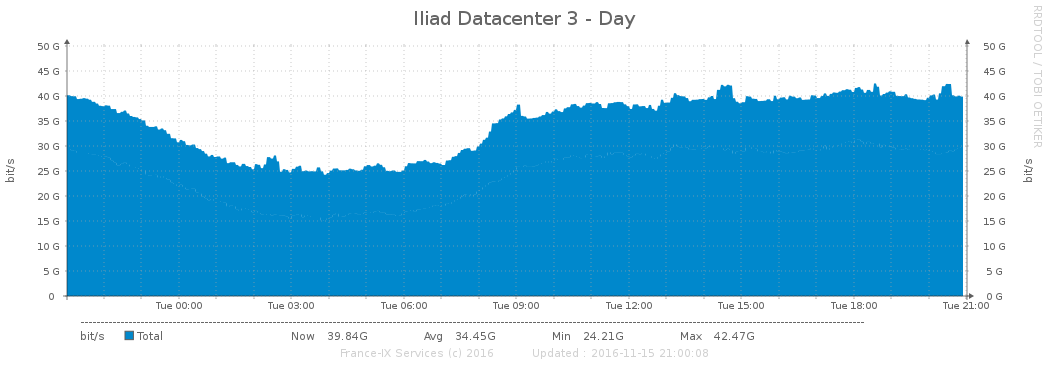 Iliad Datacenter 3 - Day
RRDTOOL / TOBI OETIKER
50 G 50 G
45 G 45 G
40 G 40 G
35 G 35 G
30 G 30 G
25 G 25 G
20 G 20 G
15 G 15 G
10 G 10 G
5 G 5 G
0 0 G
bit/s bit/s
Tue 00:00 Tue 03:00 Tue 06:00 Tue 09:00 Tue 12:00 Tue 15:00 Tue 18:00 Tue 21:00
bit/s Total Now 39.84G Avg 34.45G Min 24.21G Max 42.47G
France-IX Services (c) 2016 Updated : 2016-11-15 21:00:08